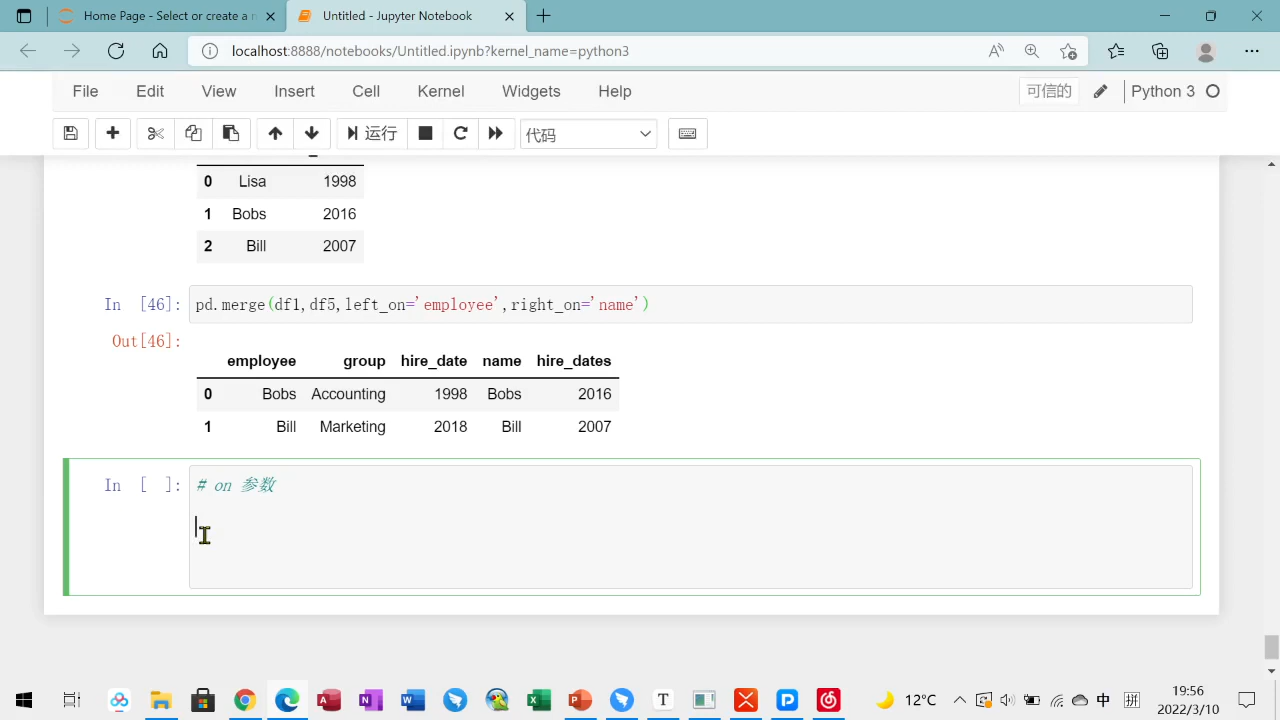 Home Page - Select or create a n
Untitled - Jupyter Notebook
localhost:8888/notebooks/Untitled.ipynb?kernel_name=python3
File Edit View Insert Cell Kernel Widgets Help 可信的 Python 3
运行 代码
0 Lisa 1998
1 Bobs 2016
2 Bill 2007
In [46]: pd.merge(df1,df5,left_on='employee',right_on='name')
Out[46]:
employee group hire_date name hire_dates
0 Bobs Accounting 1998 Bobs 2016
1 Bill Marketing 2018 Bill 2007
In [ ]: # on 参数
12°C 中 拼 19:56
2022/3/10